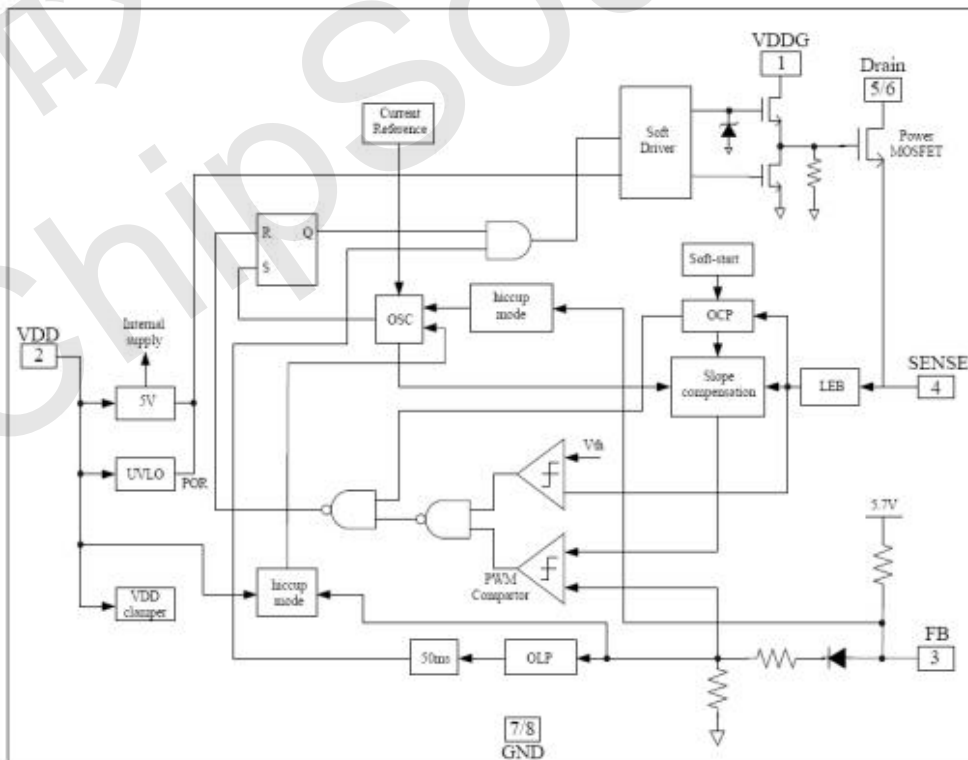 VDDG
1
Drain
5/6
Current
Reference
Soft
Driver
Power
MOSFET
R
Q
S
Soft-start
OSC
hiccup
mode
OCP
Internal
supply
VDD
2
5V
Slope
compensation
LEB
SENSE
4
UVLO
POR
Vth
5.7V
VDD
clamper
hiccup
mode
PWM
Compartor
50ms
OLP
FB
3
7/8
GND
ChipSou